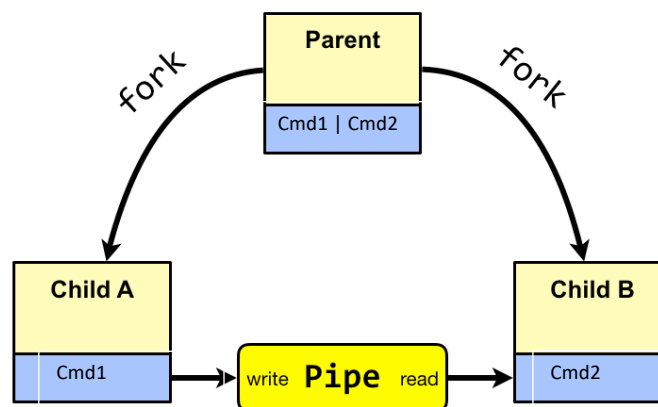 Parent
fork
fork
Cmd1 | Cmd2
Child A
Child B
Cmd1
write Pipe read
Cmd2